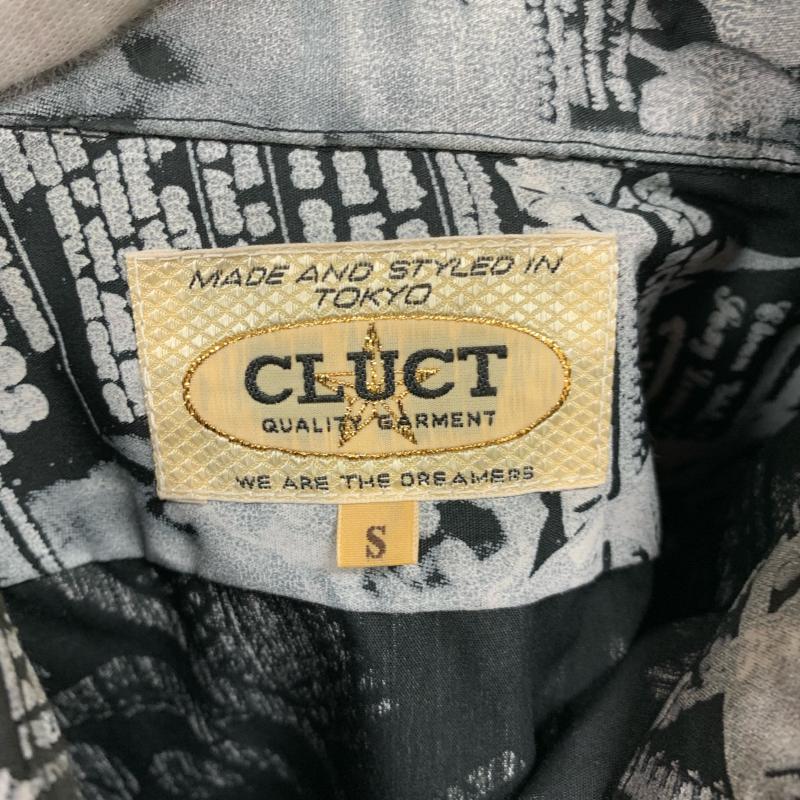 MADE AND STYLED IN
TOKYO
CLUCT
QUALITY GARMENT
WE ARE THE DREAMERS
S